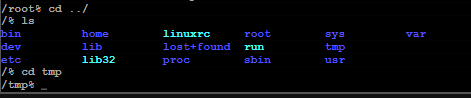 /root% cd ../
/% ls
bin home linuxrc root sys var
dev lib lost+found run tmp
etc lib32 proc sbin usr
/% cd tmp
/tmp% _